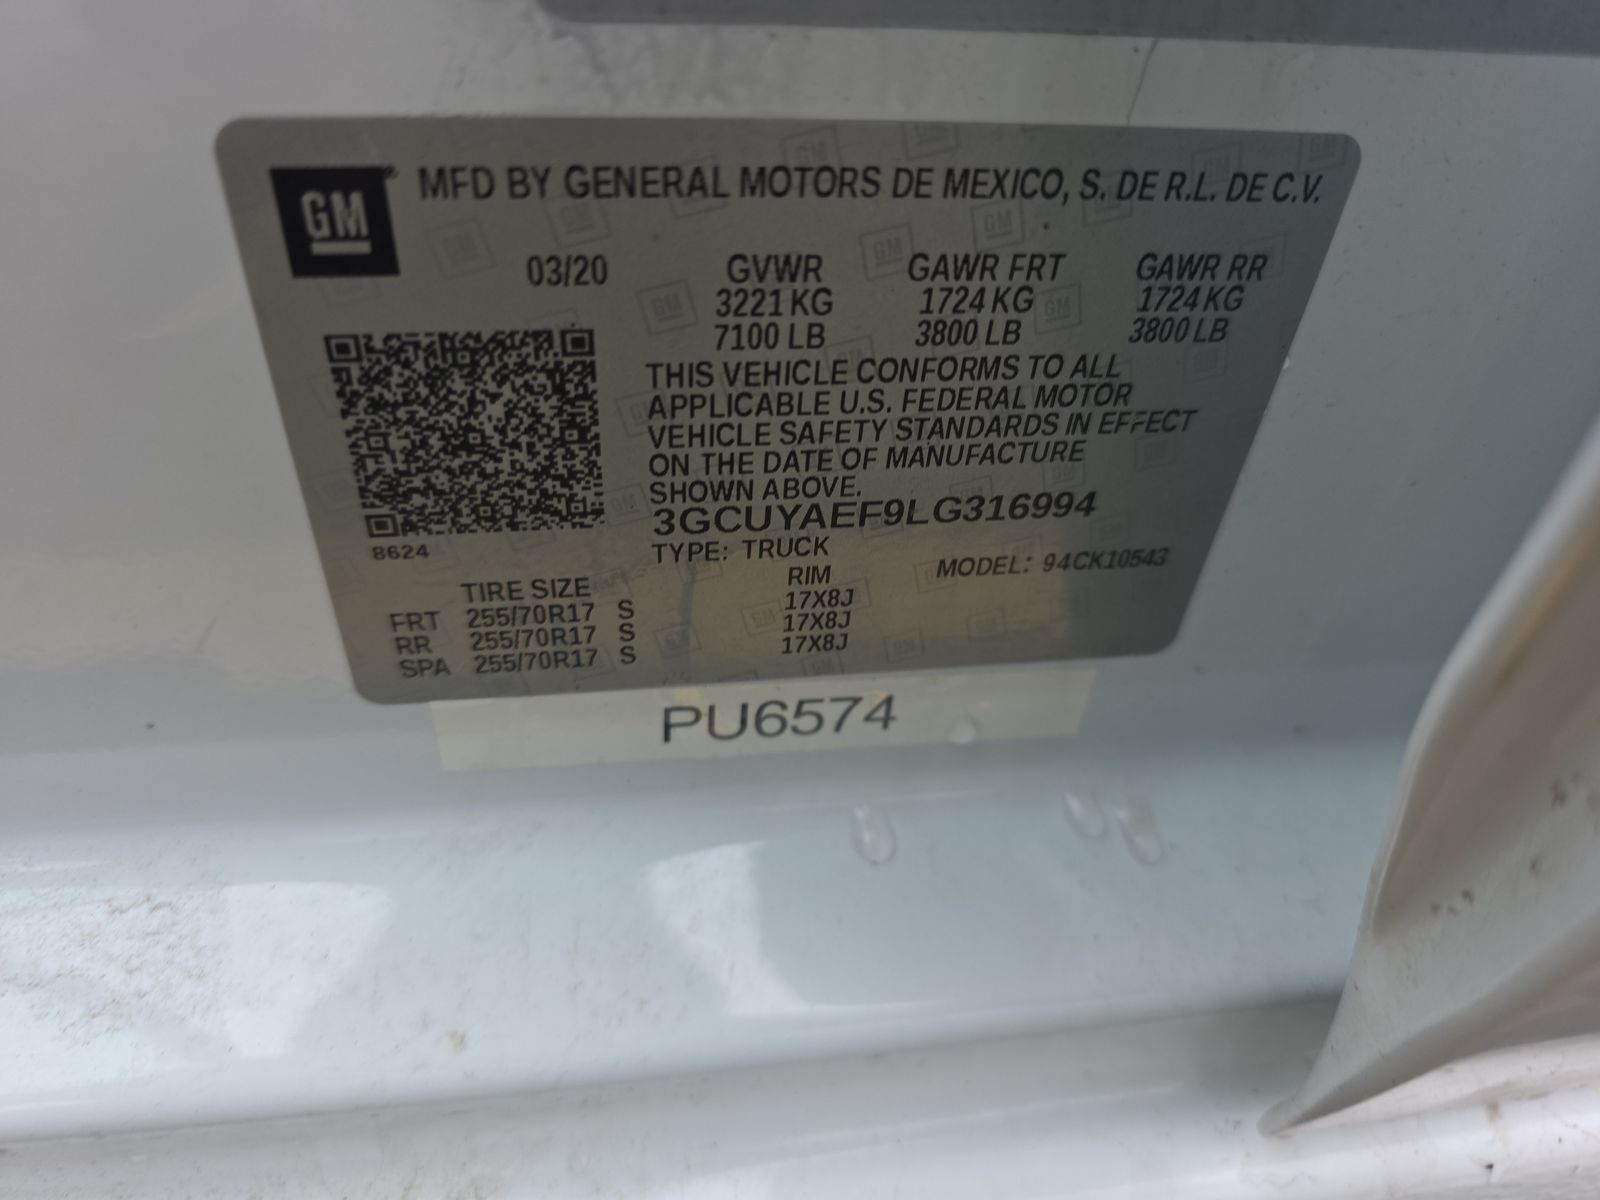 GM
MFD BY GENERAL MOTORS DE MEXICO, S. DE R.L. DE C.V.
03/20 GVWR GAWR FRT GAWR RR
3221 KG 1724 KG 1724 KG
7100 LB 3800 LB 3800 LB
THIS VEHICLE CONFORMS TO ALL
APPLICABLE U.S. FEDERAL MOTOR
VEHICLE SAFETY STANDARDS IN EFFECT
ON THE DATE OF MANUFACTURE
SHOWN ABOVE.
3GCUYAEF9LG316994
8624
TYPE: TRUCK MODEL: 94CK10543
TIRE SIZE RIM
FRT 255/70R17 S 17X8J
RR 255/70R17 S 17X8J
SPA 255/70R17 S 17X8J
PU6574